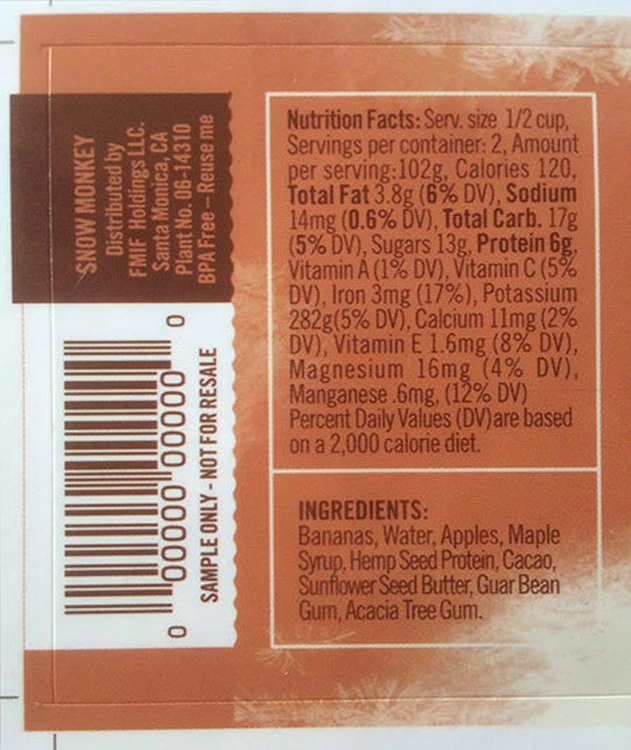 SNOW MONKEY
Distributed by
FMIF Holdings LLC.
Santa Monica, CA
Plant No. 06-14310
BPA Free – Reuse me
0 00000 00000 0
SAMPLE ONLY - NOT FOR RESALE
Nutrition Facts: Serv. size 1/2 cup,
Servings per container: 2, Amount
per serving:102g, Calories 120,
Total Fat 3.8g (6% DV), Sodium
14mg (0.6% DV), Total Carb. 17g
(5% DV), Sugars 13g, Protein 6g,
Vitamin A (1% DV), Vitamin C (5%
DV), Iron 3mg (17%), Potassium
282g(5% DV), Calcium 11mg (2%
DV), Vitamin E 1.6mg (8% DV),
Magnesium 16mg (4% DV),
Manganese .6mg, (12% DV)
Percent Daily Values (DV)are based
on a 2,000 calorie diet.
INGREDIENTS:
Bananas, Water, Apples, Maple
Syrup, Hemp Seed Protein, Cacao,
Sunflower Seed Butter, Guar Bean
Gum, Acacia Tree Gum.